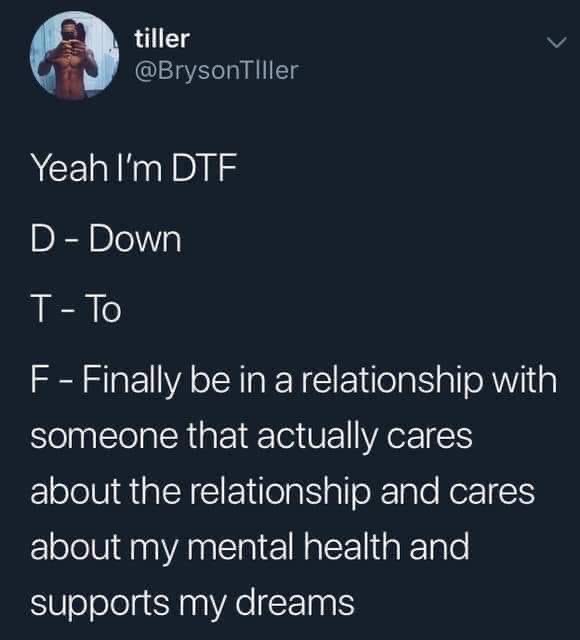 tiller
@BrysonTIller
Yeah I'm DTF
D - Down
T - To
F - Finally be in a relationship with
someone that actually cares
about the relationship and cares
about my mental health and
supports my dreams